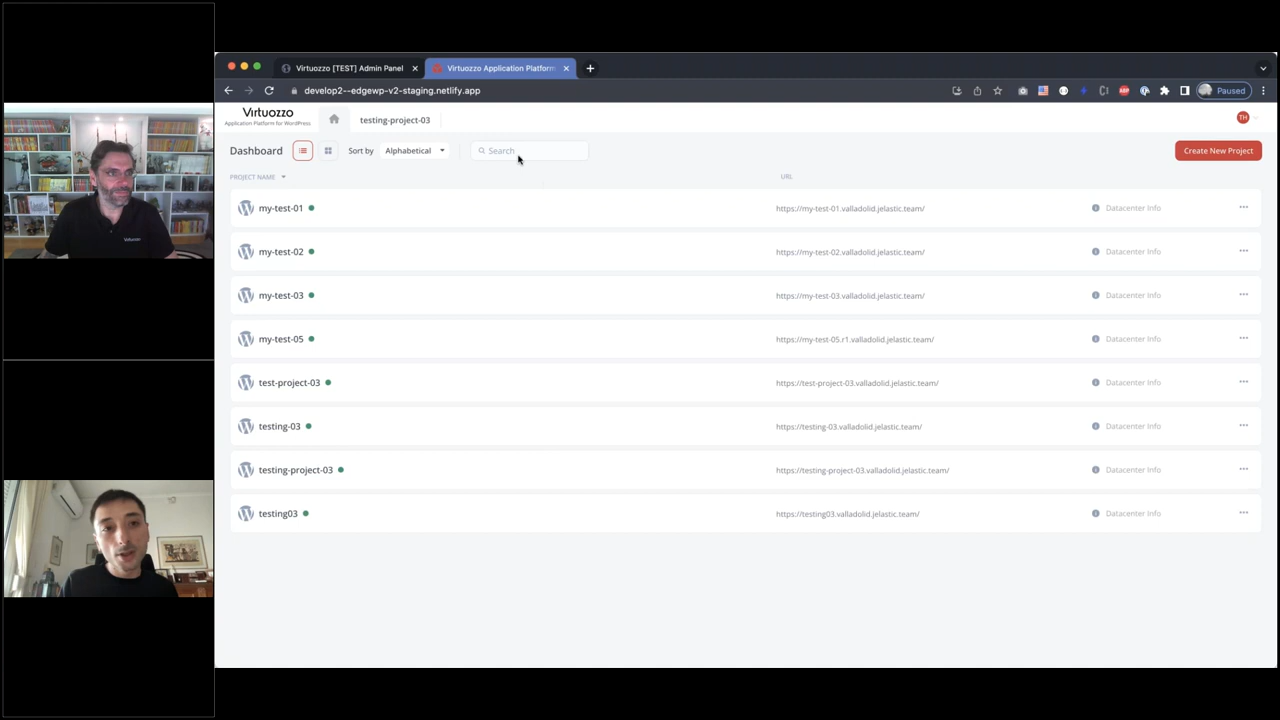 Virtuozzo [TEST] Admin Panel
Virtuozzo Application Platform
develop2--edgewp-v2-staging.netlify.app
Paused
Virtuozzo
Application Platform for WordPress
testing-project-03
TH
Dashboard
Sort by
Alphabetical
Search
Create New Project
PROJECT NAME
URL
my-test-01
https://my-test-01.valladolid.jelastic.team/
Datacenter Info
my-test-02
https://my-test-02.valladolid.jelastic.team/
Datacenter Info
my-test-03
https://my-test-03.valladolid.jelastic.team/
Datacenter Info
my-test-05
https://my-test-05.r1.valladolid.jelastic.team/
Datacenter Info
test-project-03
https://test-project-03.valladolid.jelastic.team/
Datacenter Info
testing-03
https://testing-03.valladolid.jelastic.team/
Datacenter Info
testing-project-03
https://testing-project-03.valladolid.jelastic.team/
Datacenter Info
testing03
https://testing03.valladolid.jelastic.team/
Datacenter Info
Virtuozzo